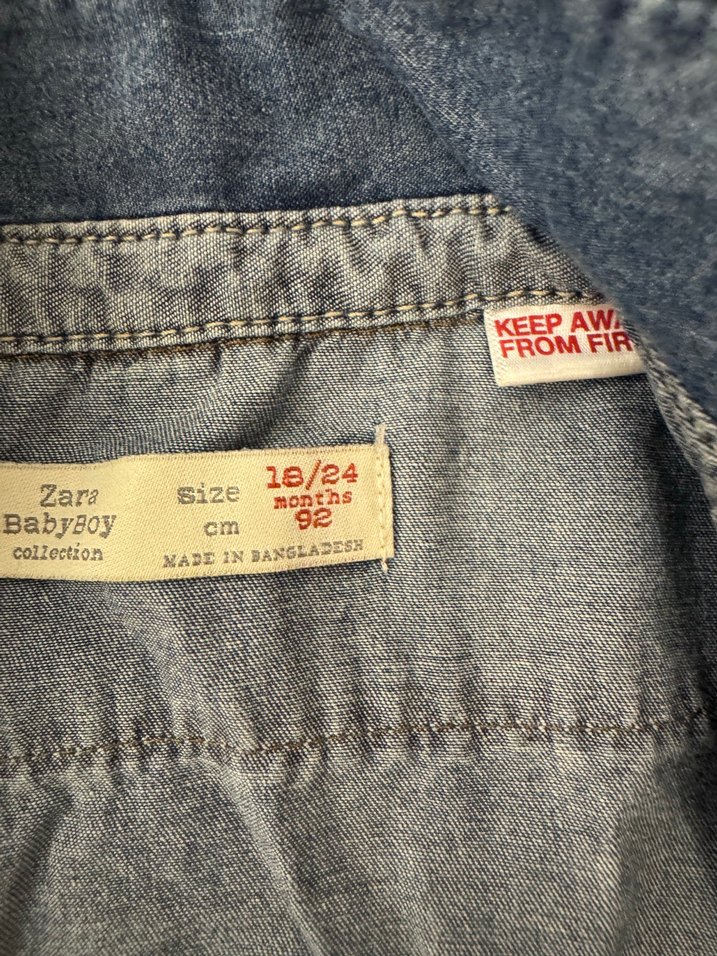 KEEP AWA
FROM FIR
Zara
BabyBoy
collection
Size
cm
18/24
months
92
MADE IN BANGLADESH